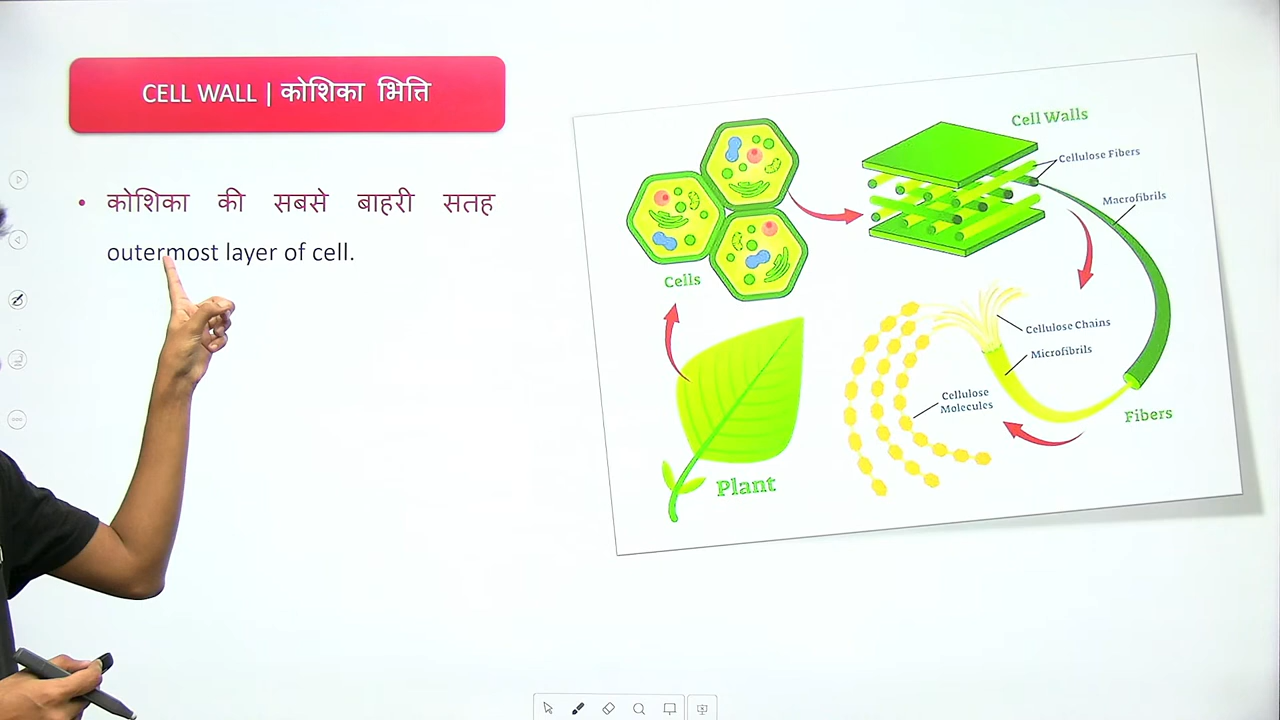 CELL WALL | कोशिका भित्ति
• कोशिका की सबसे बाहरी सतह
outermost layer of cell.
Cell Walls
Cellulose Fibers
Macrofibrils
Cells
Cellulose Chains
Microfibrils
Cellulose
Molecules
Fibers
Plant